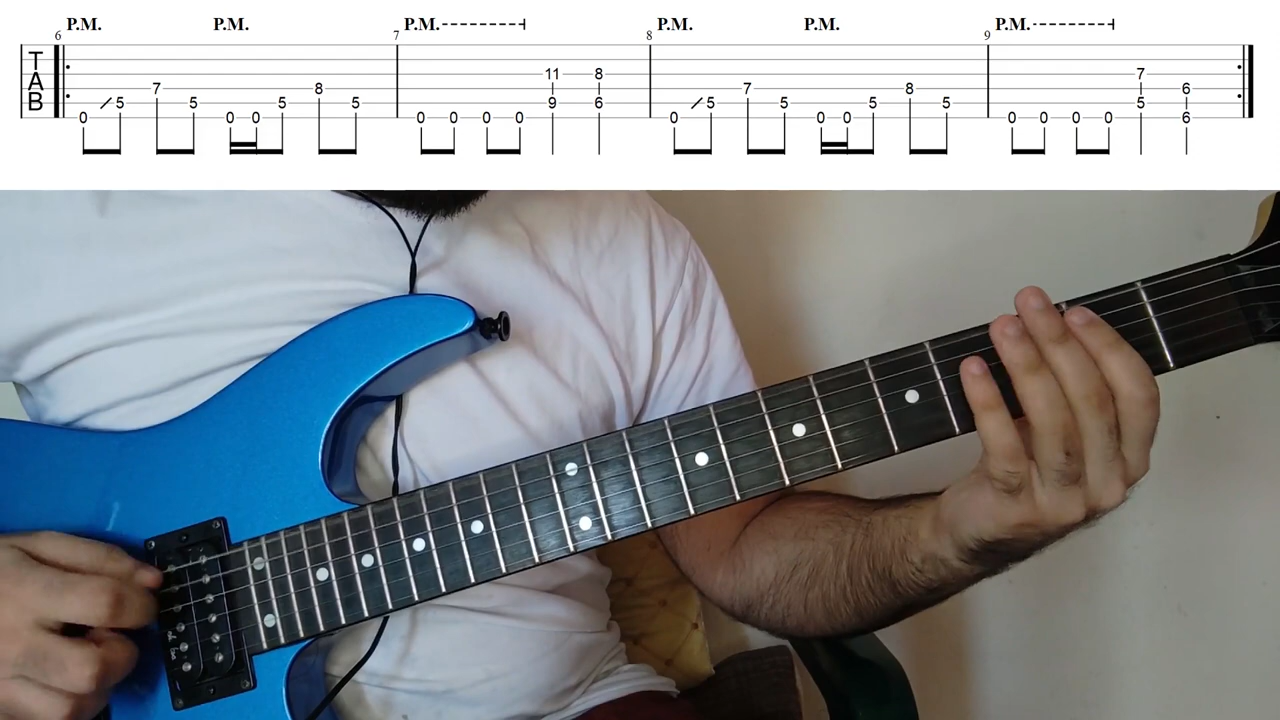 P.M. P.M. P.M. P.M. P.M. P.M.
6 7 8 9
T
A
B
11 8 7
7 8 7 8 6
5 5 5 5 9 6 5 5 5 5 5
0 0 0 0 0 0 0 0 0 0 0 0 0 0 6